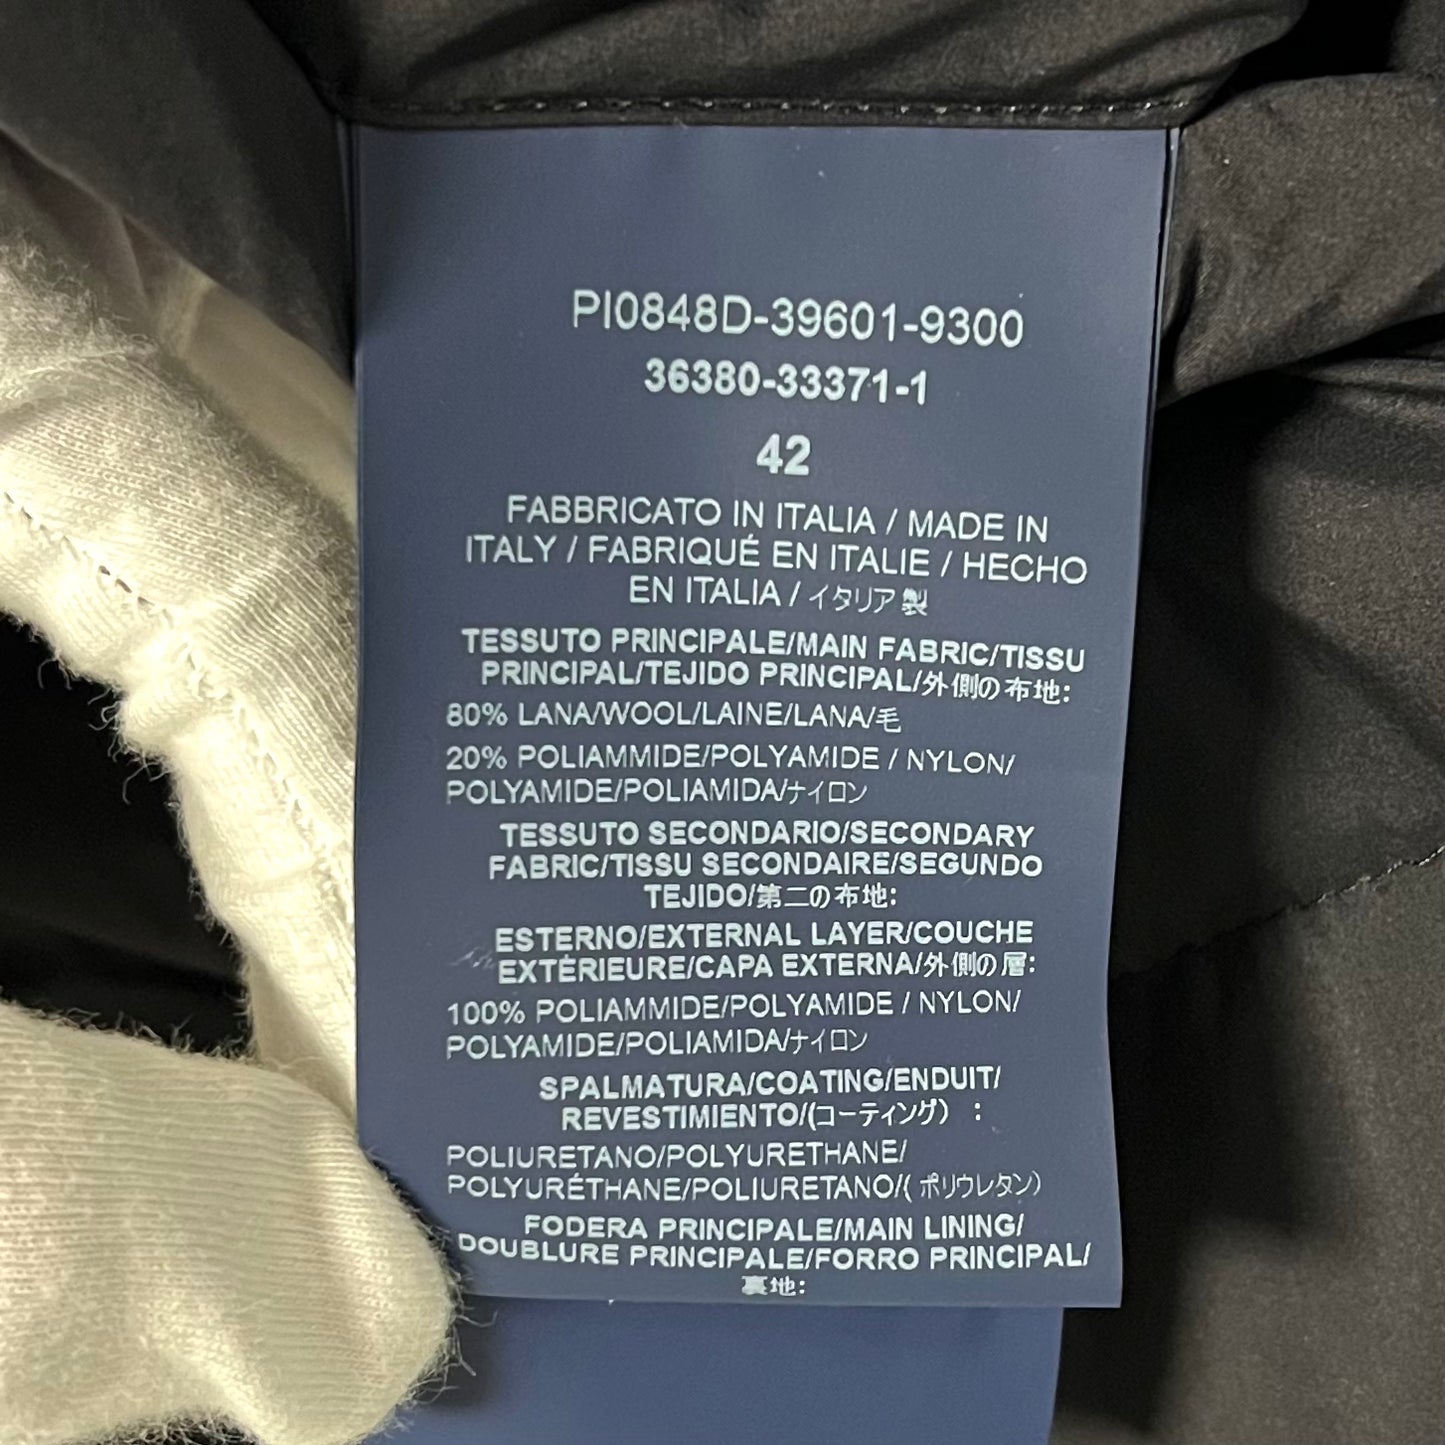 PI0848D-39601-9300
36380-33371-1
42
FABBRICATO IN ITALIA / MADE IN
ITALY / FABRIQUÉ EN ITALIE / HECHO
EN ITALIA / イタリア製
TESSUTO PRINCIPALE/MAIN FABRIC/TISSU
PRINCIPAL/TEJIDO PRINCIPAL/外側の布地:
80% LANA/WOOL/LAINE/LANA/毛
20% POLIAMMIDE/POLYAMIDE / NYLON/
POLYAMIDE/POLIAMIDA/ナイロン
TESSUTO SECONDARIO/SECONDARY
FABRIC/TISSU SECONDAIRE/SEGUNDO
TEJIDO/第二の布地:
ESTERNO/EXTERNAL LAYER/COUCHE
EXTÉRIEURE/CAPA EXTERNA/外側の層:
100% POLIAMMIDE/POLYAMIDE / NYLON/
POLYAMIDE/POLIAMIDA/ナイロン
SPALMATURA/COATING/ENDUIT/
REVESTIMIENTO/(コーティング) :
POLIURETANO/POLYURETHANE/
POLYURÉTHANE/POLIURETANO/( ポリウレタン)
FODERA PRINCIPALE/MAIN LINING/
DOUBLURE PRINCIPALE/FORRO PRINCIPAL/
裏地: